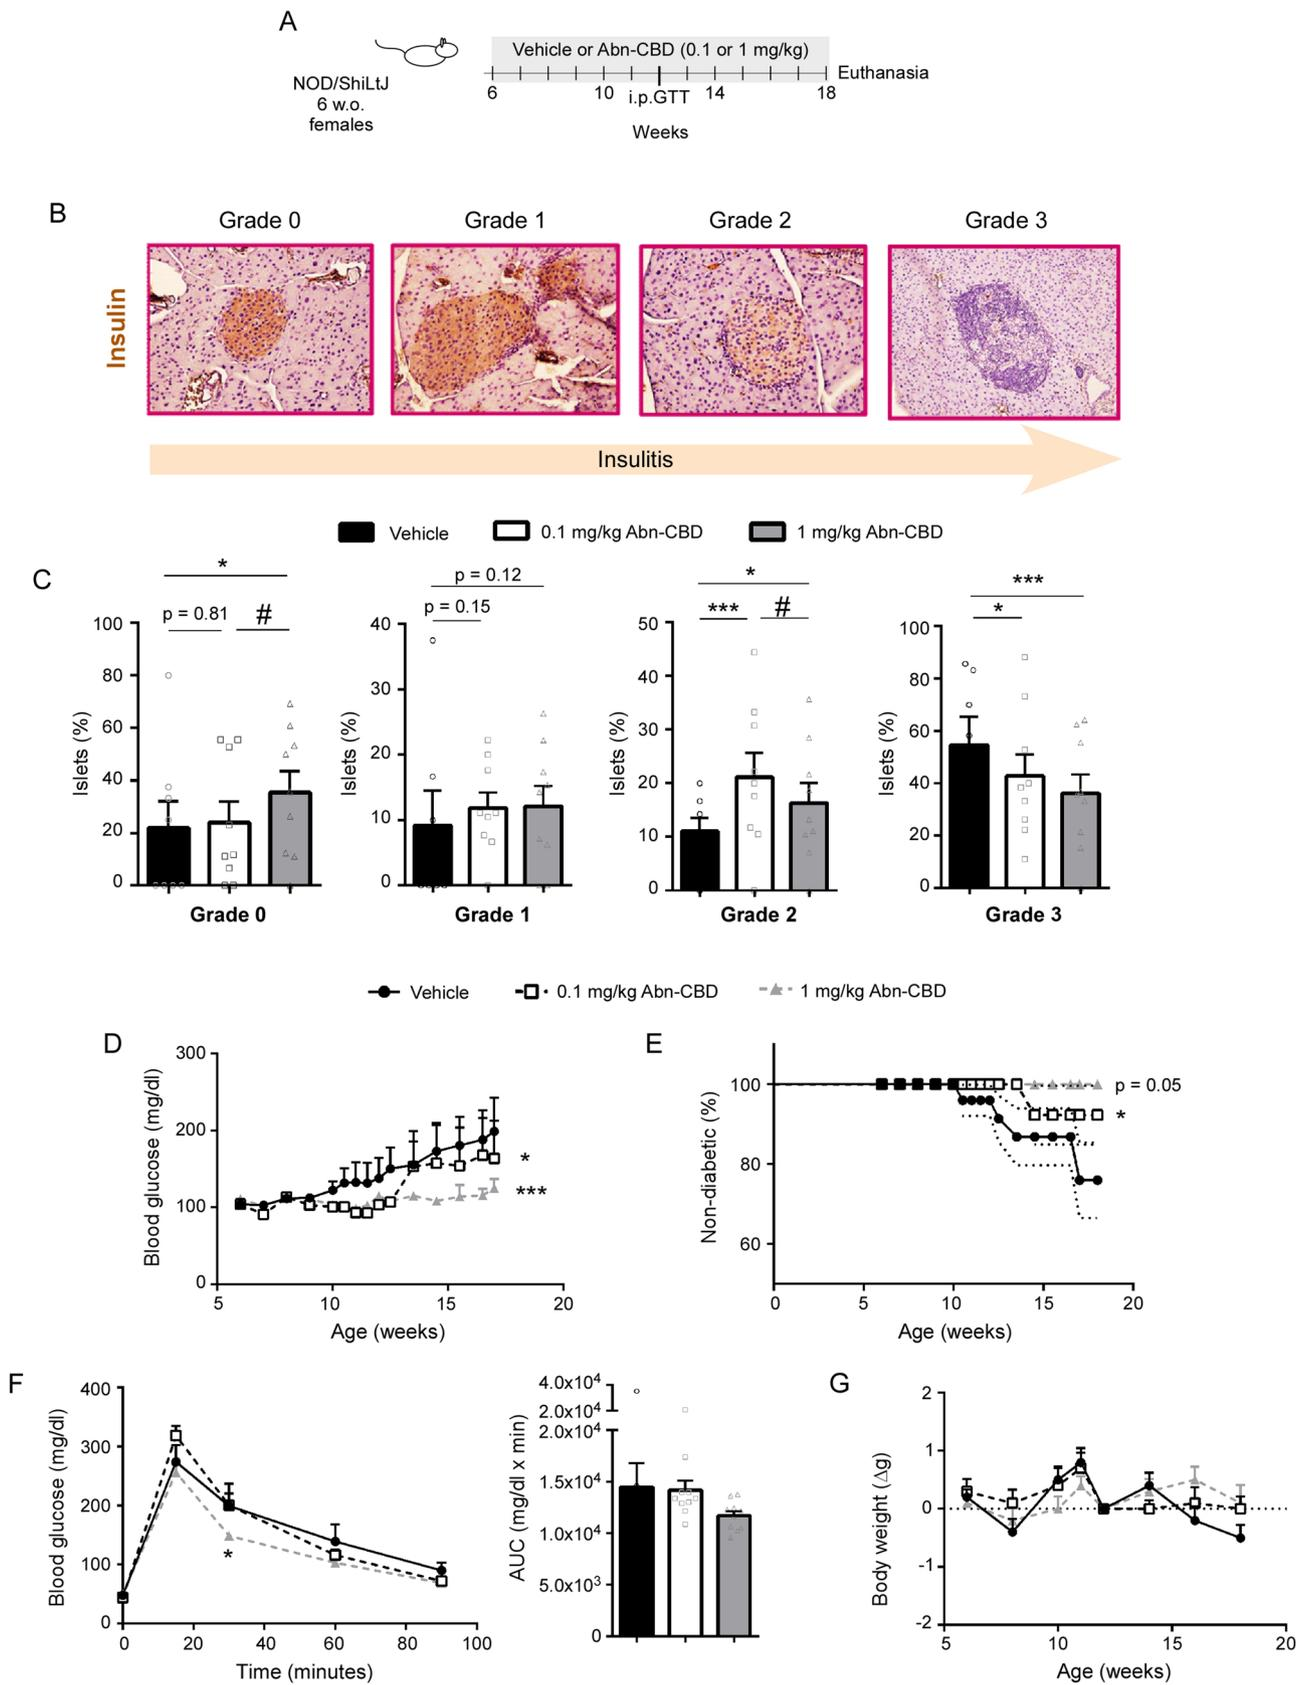 A
Vehicle or Abn-CBD (0.1 or 1 mg/kg)
Euthanasia
NOD/ShiLtJ
6 w.o.
females
6 10 i.p.GTT 14 18
Weeks
B
Grade 0 Grade 1 Grade 2 Grade 3
Insulin
Insulitis
Vehicle 0.1 mg/kg Abn-CBD 1 mg/kg Abn-CBD
C
*
p = 0.81 #
100
80
60
40
20
0
Islets (%)
Grade 0
p = 0.12
p = 0.15
40
30
20
10
0
Islets (%)
Grade 1
*
*** #
50
40
30
20
10
0
Islets (%)
Grade 2
***
*
100
80
60
40
20
0
Islets (%)
Grade 3
Vehicle 0.1 mg/kg Abn-CBD 1 mg/kg Abn-CBD
D
300
200
100
0
Blood glucose (mg/dl)
*
***
5 10 15 20
Age (weeks)
E
100
80
60
Non-diabetic (%)
p = 0.05
*
0 5 10 15 20
Age (weeks)
F
400
300
200
100
0
Blood glucose (mg/dl)
*
0 20 40 60 80 100
Time (minutes)
4.0x10⁴
2.0x10⁴
2.0x10⁴
1.5x10⁴
1.0x10⁴
5.0x10³
0
AUC (mg/dl x min)
G
2
1
0
-1
-2
Body weight (Δg)
5 10 15 20
Age (weeks)